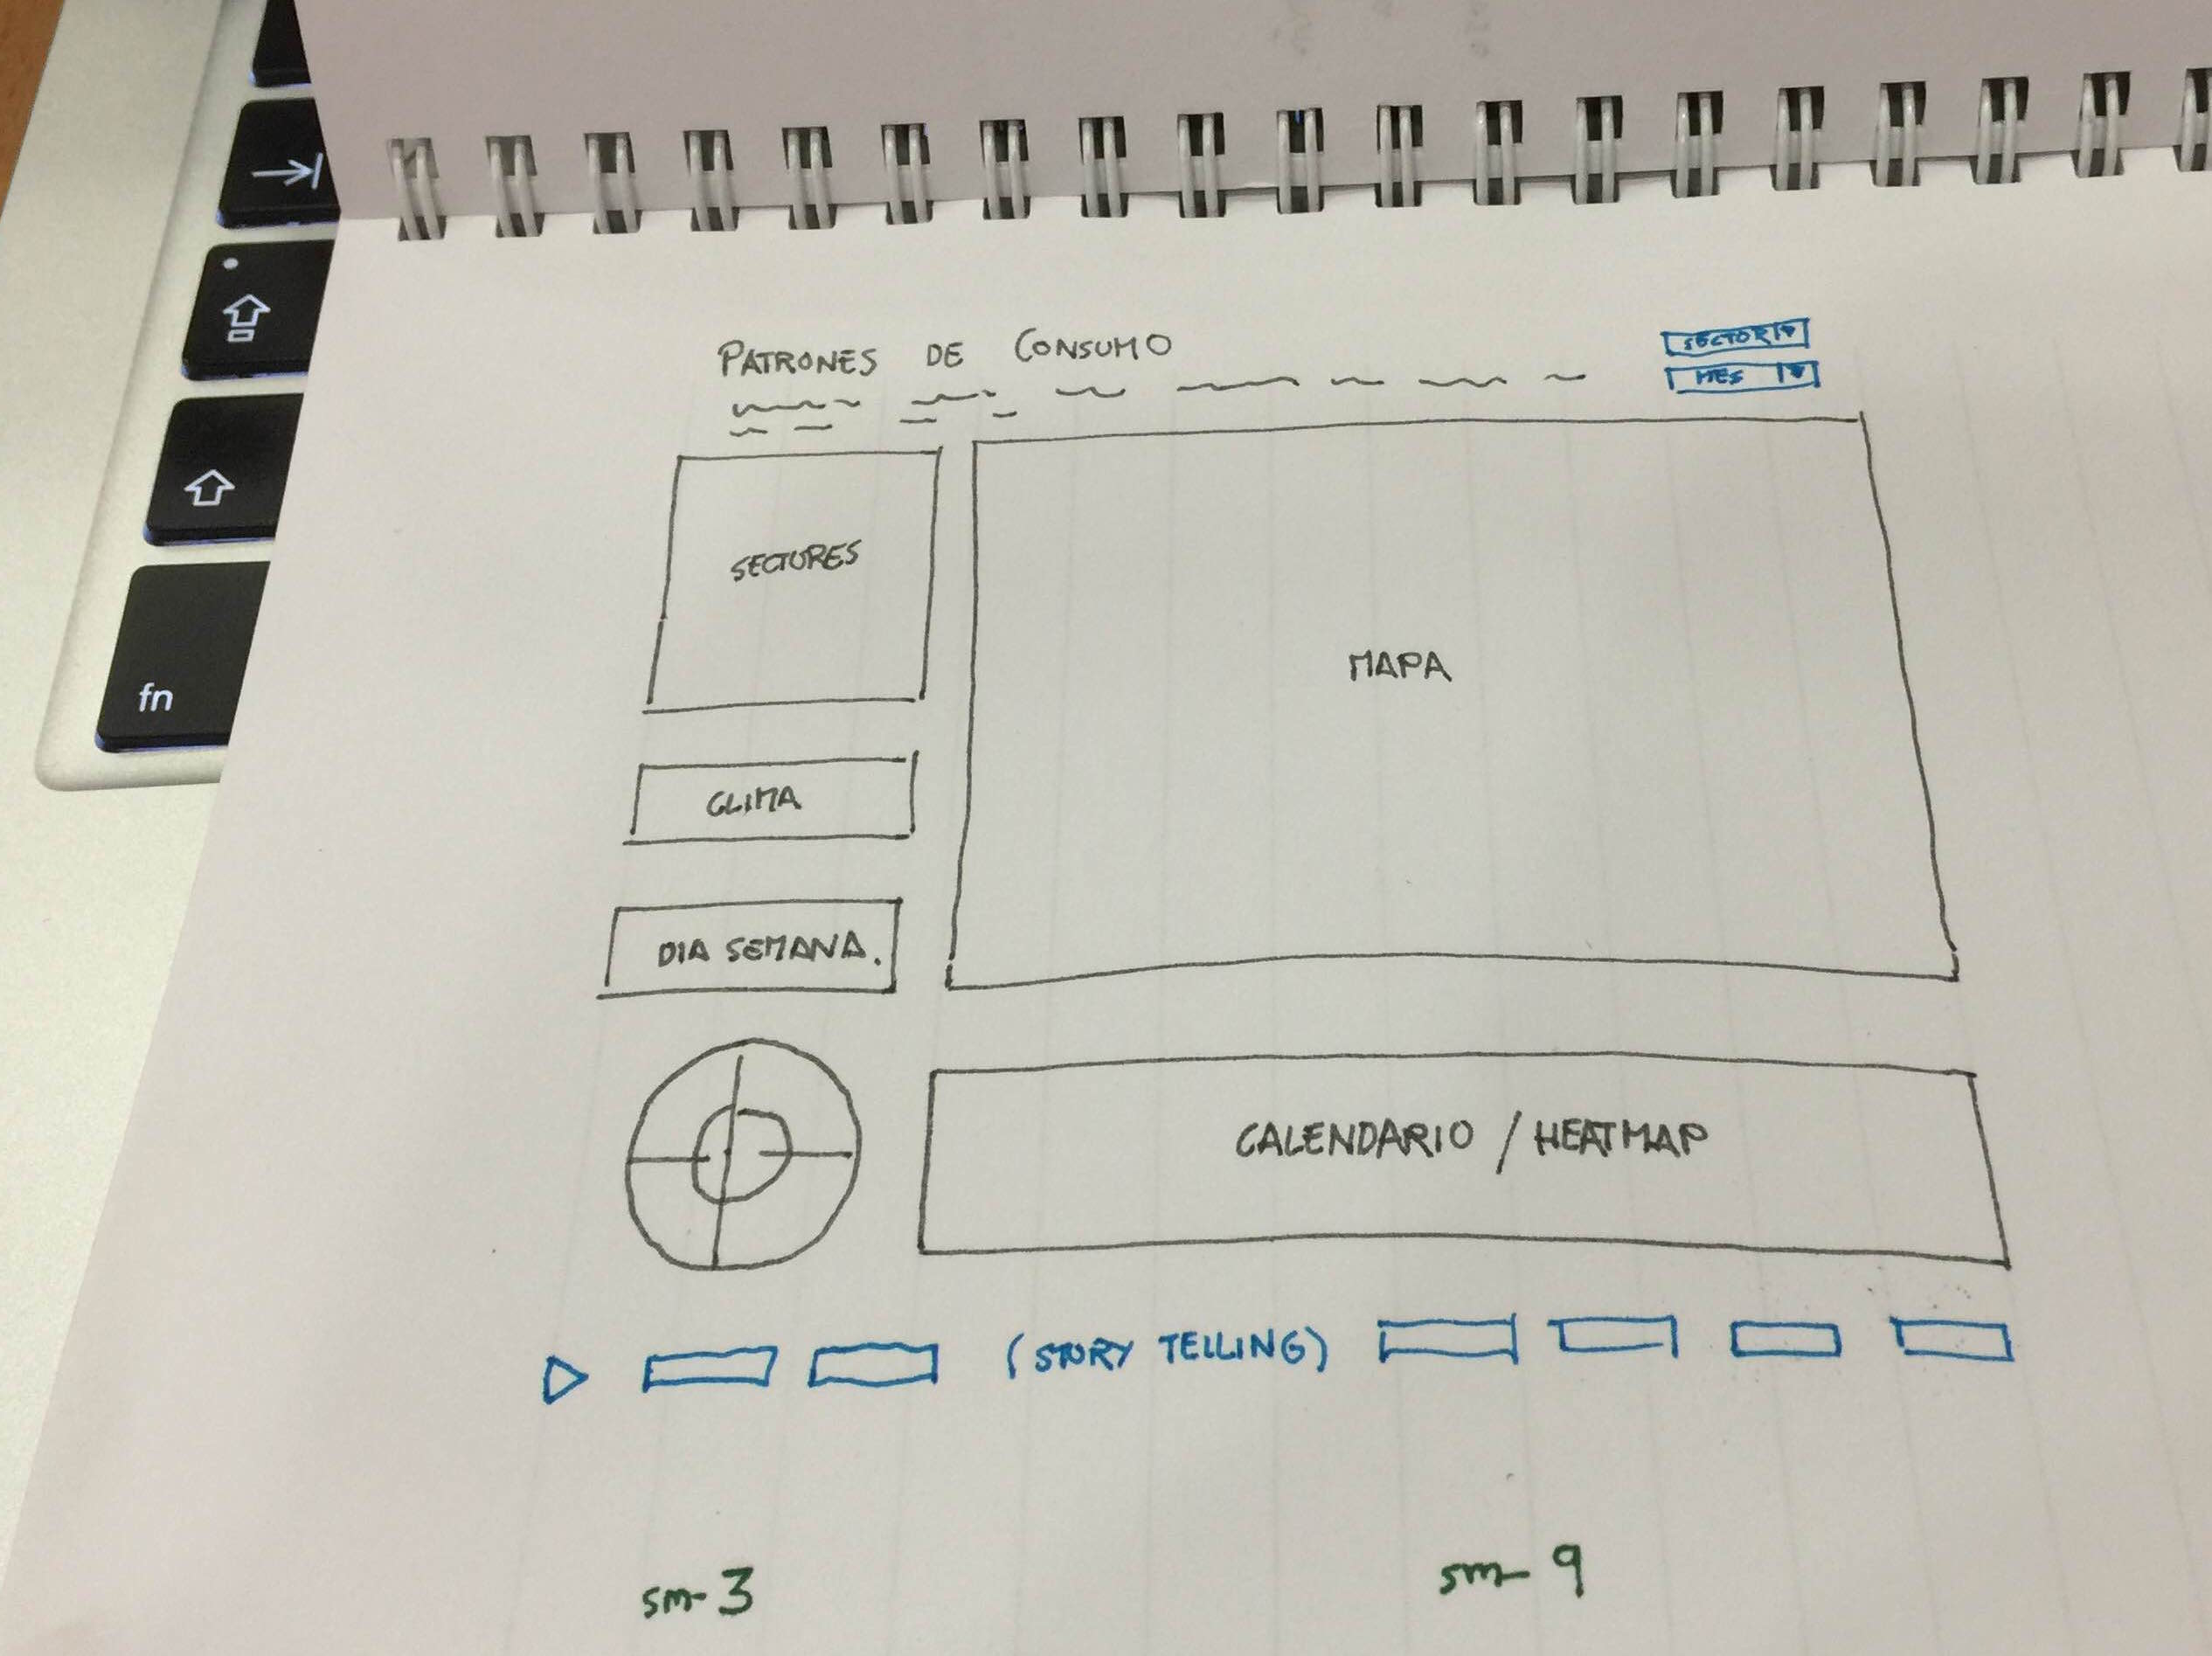 PATRONES DE CONSUMO
SECTOR
MES
SECTORES
MAPA
CLIMA
DIA SEMANA.
CALENDARIO / HEATMAP
(STORY TELLING)
sm-3
sm-9
fn